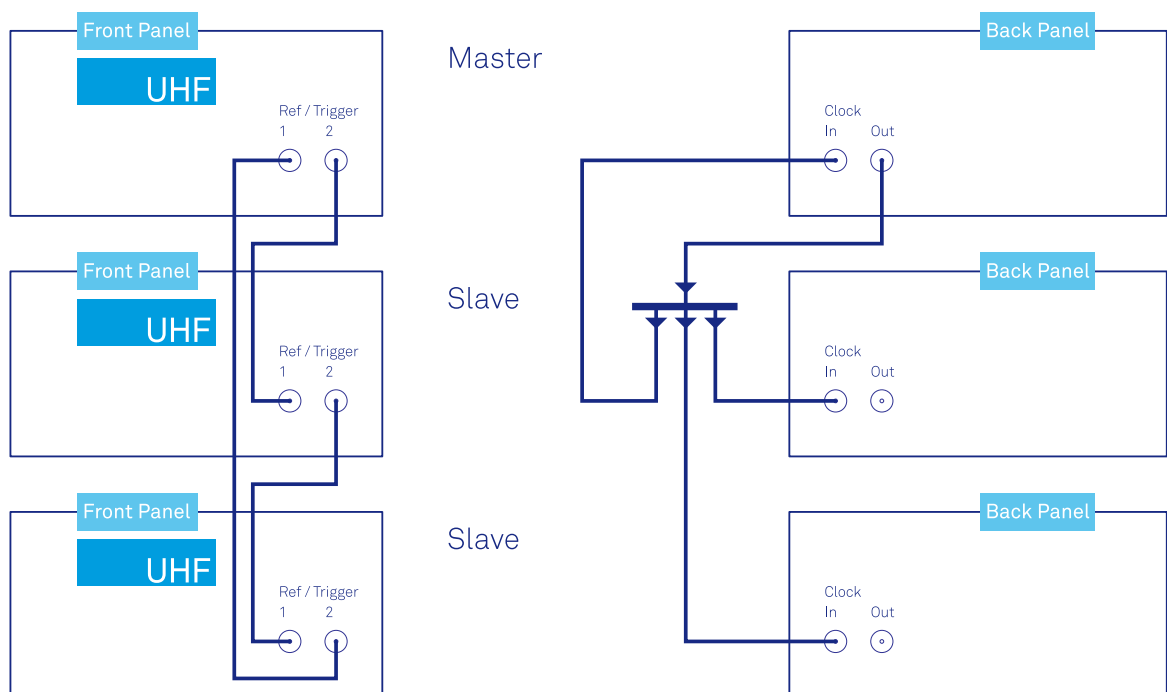 Front Panel
Back Panel
Master
UHF
Ref / Trigger
Clock
1 2
In Out
Front Panel
Back Panel
Slave
UHF
Ref / Trigger
Clock
1 2
In Out
Front Panel
Back Panel
Slave
UHF
Ref / Trigger
Clock
1 2
In Out